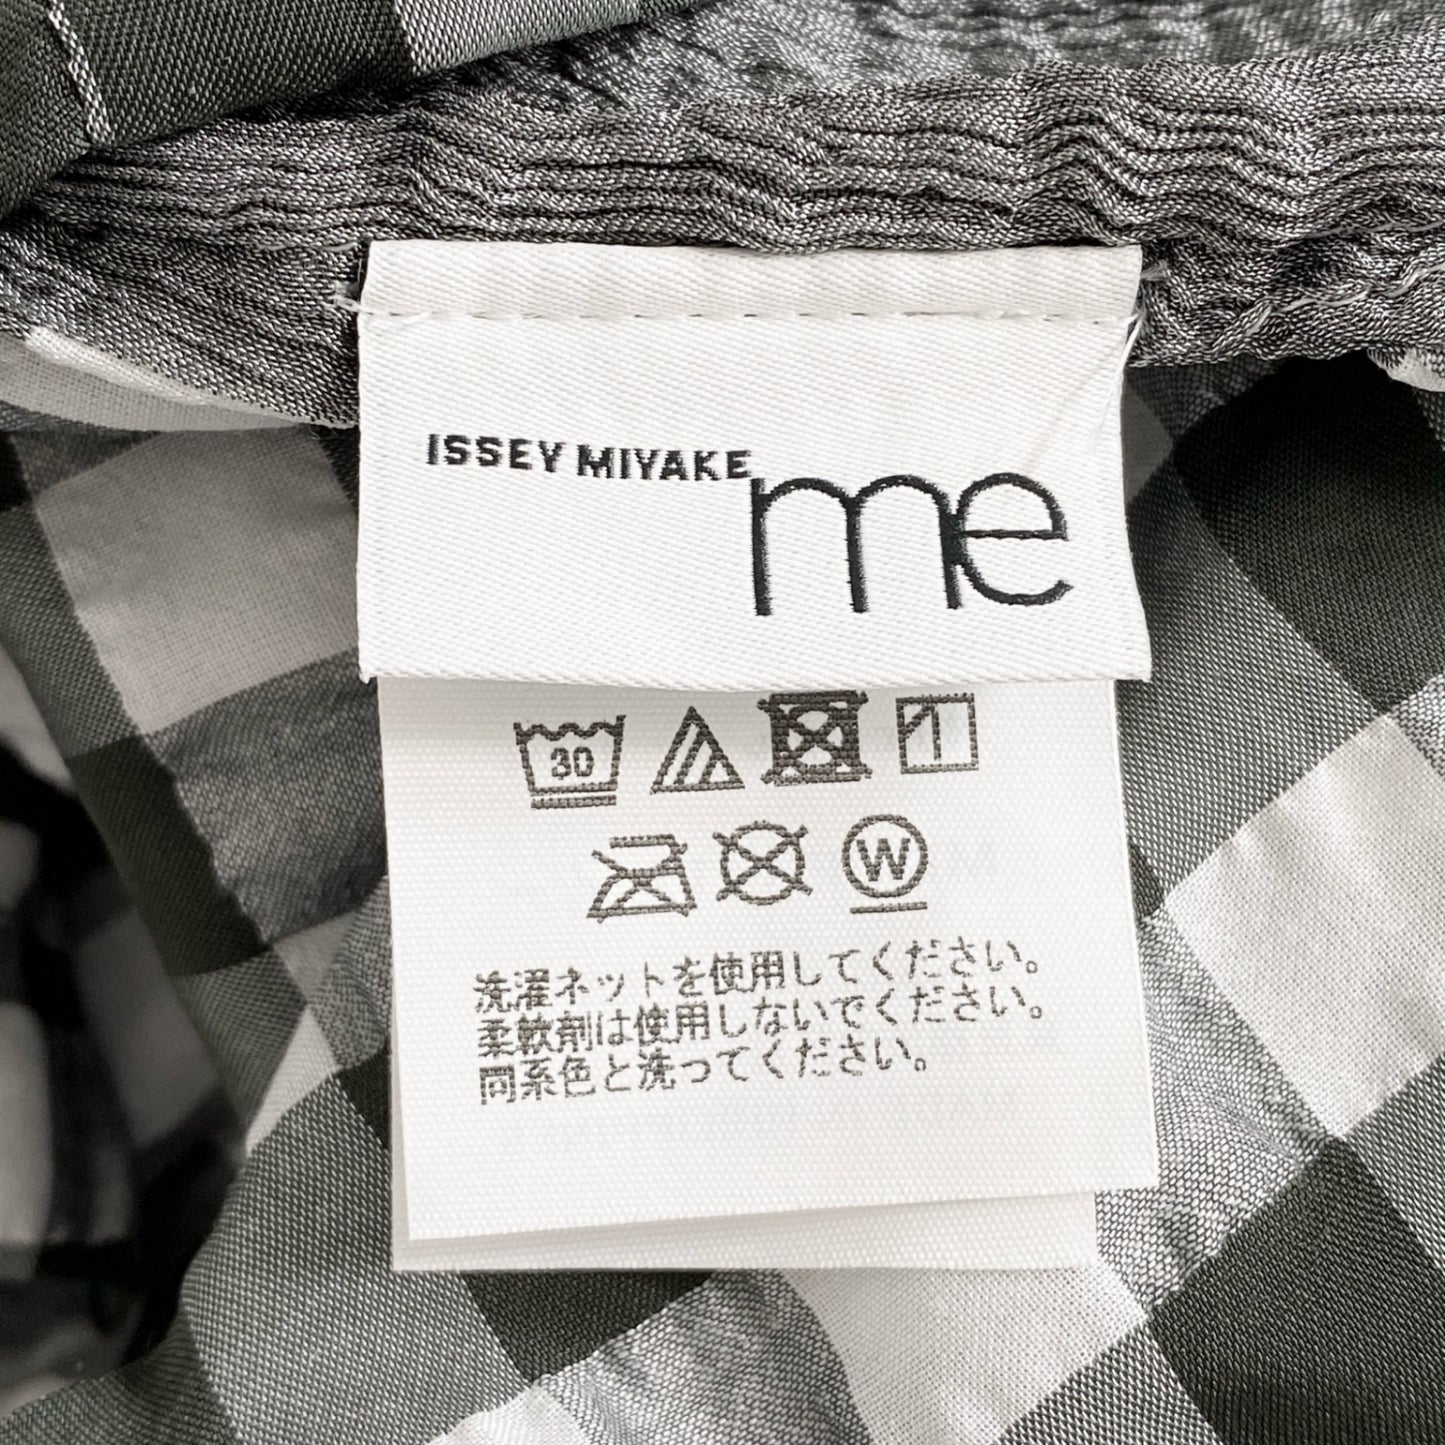 ISSEY MIYAKE me
30
W
洗濯ネットを使用してください。
柔軟剤は使用しないでください。
同系色と洗ってください。